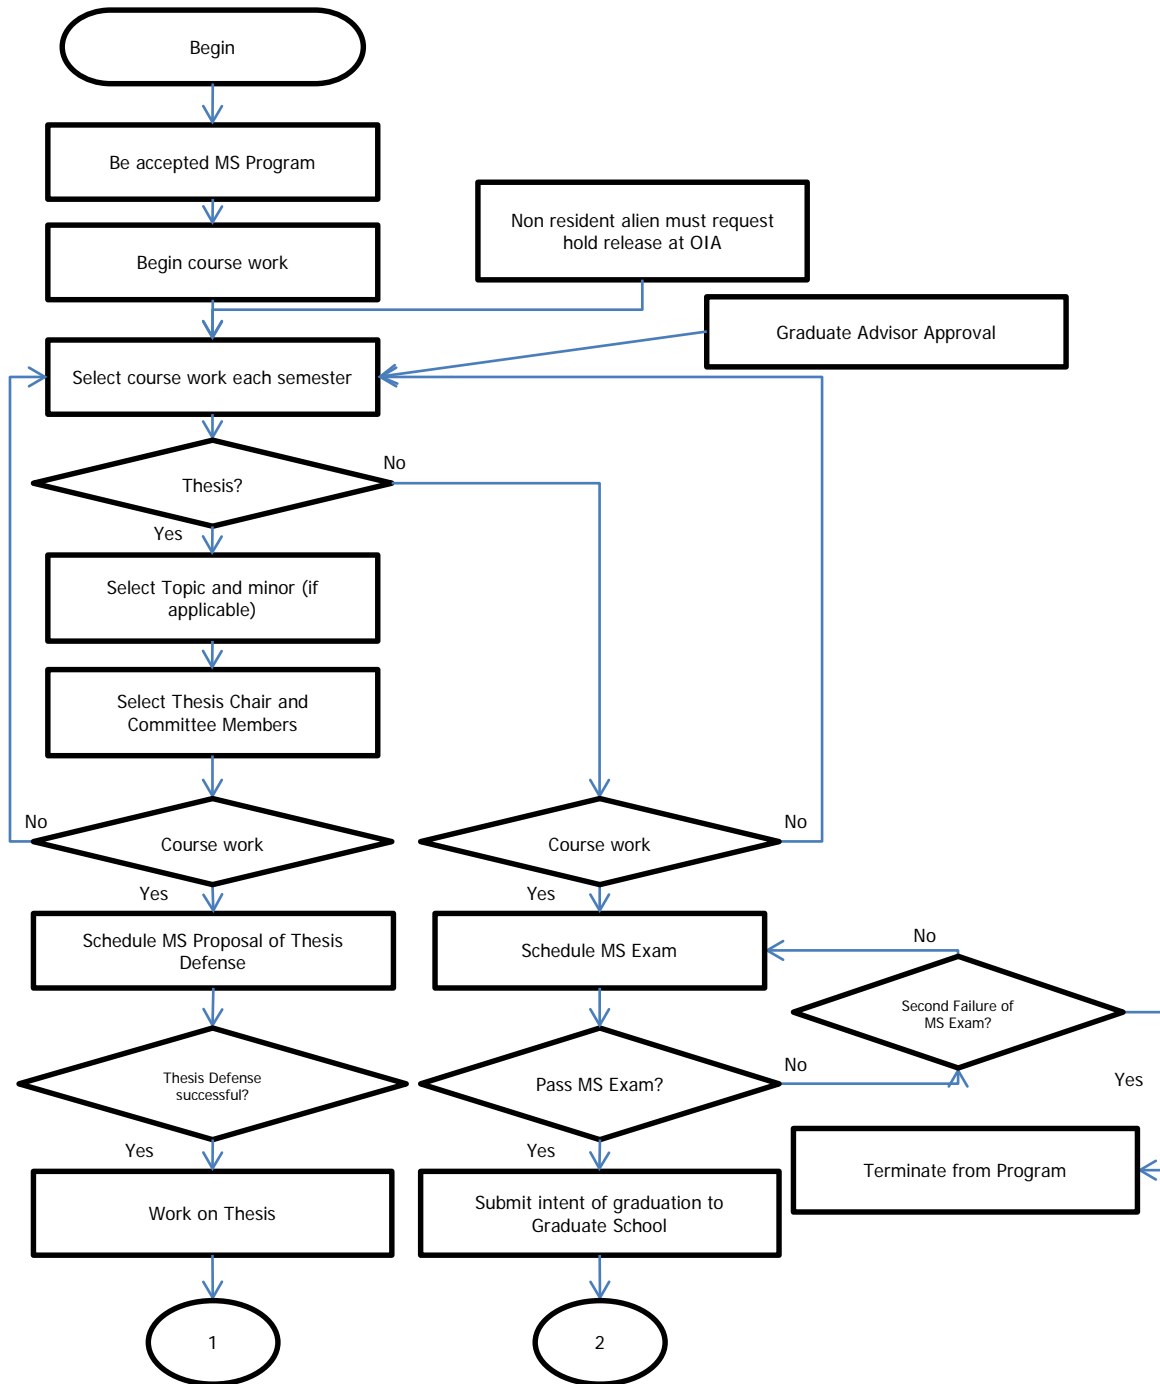 Begin
Be accepted MS Program
Non resident alien must request
hold release at OIA
Begin course work
Graduate Advisor Approval
Select course work each semester
No
Thesis?
Yes
Select Topic and minor (if
applicable)
Select Thesis Chair and
Committee Members
No
Course work
Course work
No
Yes
Yes
Schedule MS Proposal of Thesis
Defense
Schedule MS Exam
No
Second Failure of
MS Exam?
Thesis Defense
successful?
Pass MS Exam?
No
Yes
Yes
Yes
Terminate from Program
Work on Thesis
Submit intent of graduation to
Graduate School
1
2